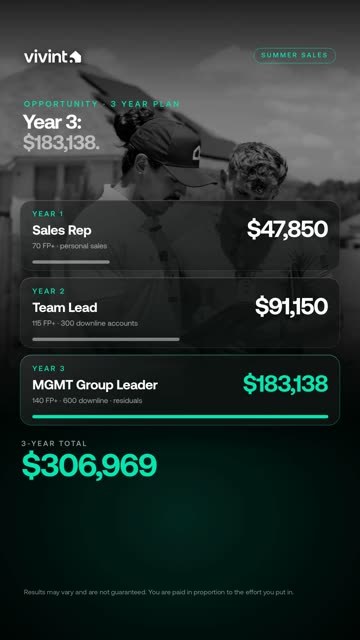 vivint
SUMMER SALES
OPPORTUNITY · 3 YEAR PLAN
Year 3:
$183,138.
YEAR 1
Sales Rep
$47,850
70 FP+ · personal sales
YEAR 2
Team Lead
$91,150
115 FP+ · 300 downline accounts
YEAR 3
MGMT Group Leader
$183,138
140 FP+ · 600 downline · residuals
3-YEAR TOTAL
$306,969
Results may vary and are not guaranteed. You are paid in proportion to the effort you put in.